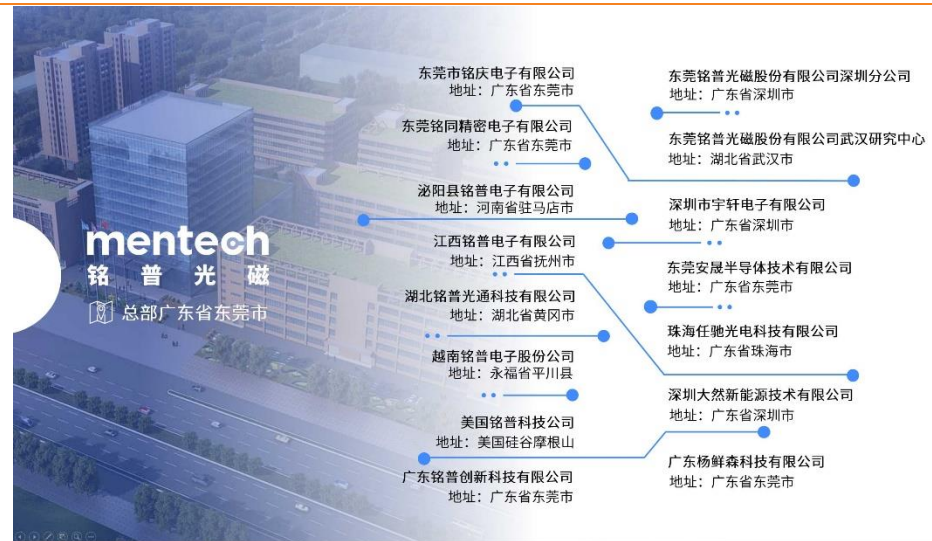 mentech
铭普光磁
总部广东省东莞市
东莞市铭庆电子有限公司
地址：广东省东莞市
东莞铭同精密电子有限公司
地址：广东省东莞市
泌阳县铭普电子有限公司
地址：河南省驻马店市
江西铭普电子有限公司
地址：江西省抚州市
湖北铭普光通科技有限公司
地址：湖北省黄冈市
越南铭普电子股份公司
地址：永福省平川县
美国铭普科技公司
地址：美国硅谷摩根山
广东铭普创新科技有限公司
地址：广东省东莞市
东莞铭普光磁股份有限公司深圳分公司
地址：广东省深圳市
东莞铭普光磁股份有限公司武汉研究中心
地址：湖北省武汉市
深圳市宇轩电子有限公司
地址：广东省深圳市
东莞安晟半导体技术有限公司
地址：广东省东莞市
珠海任驰光电科技有限公司
地址：广东省珠海市
深圳大然新能源技术有限公司
地址：广东省深圳市
广东杨鲜森科技有限公司
地址：广东省东莞市